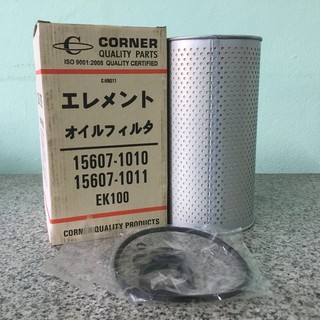 CORNER
QUALITY PARTS
ISO 9001:2008 QUALITY CERTIFIED
C-HN011
エレメント
オイルフィルタ
15607-1010
15607-1011
EK100
CORNER QUALITY PRODUCTS